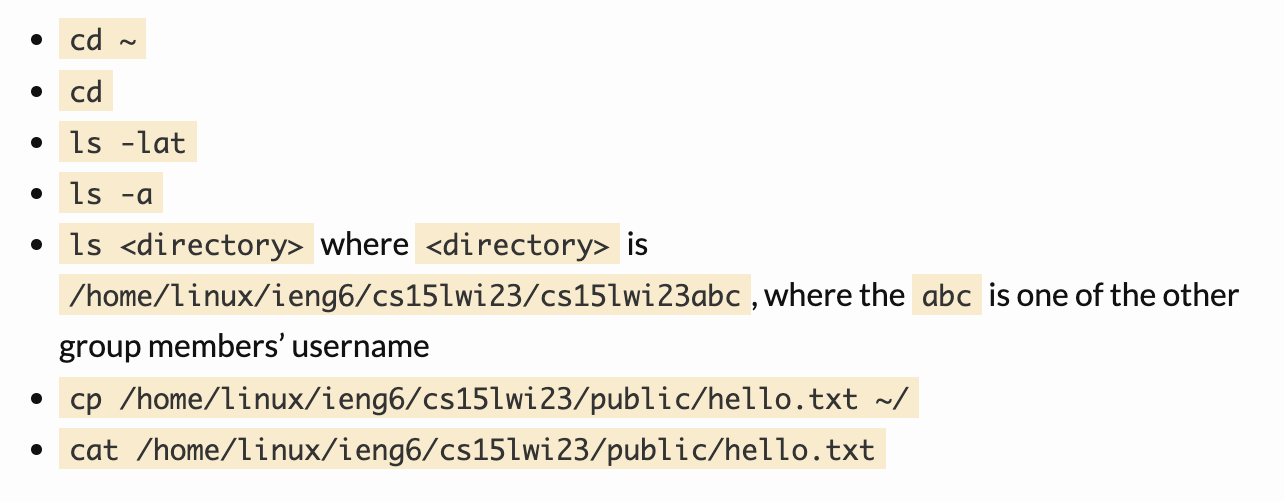 • cd ~
• cd
• ls -lat
• ls -a
• ls <directory> where <directory> is
/home/linux/ieng6/cs15lwi23/cs15lwi23abc, where the abc is one of the other
group members’ username
• cp /home/linux/ieng6/cs15lwi23/public/hello.txt ~/
• cat /home/linux/ieng6/cs15lwi23/public/hello.txt